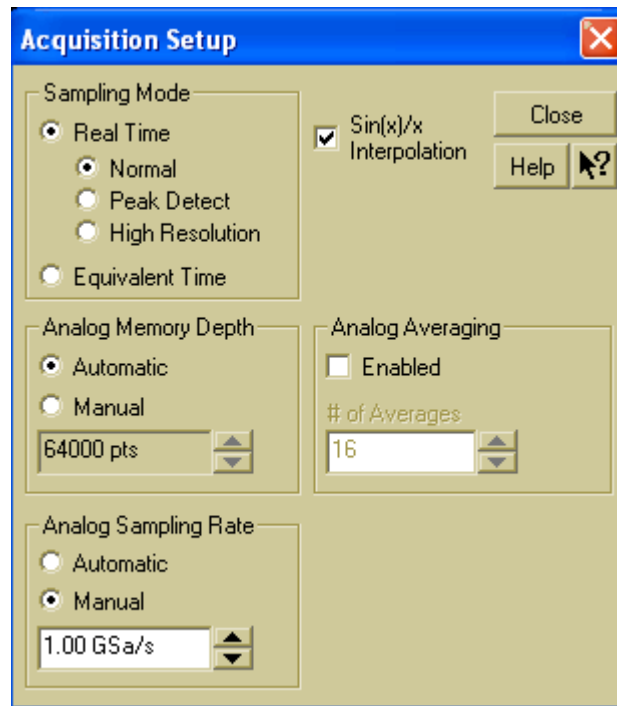 Acquisition Setup
Sampling Mode
Real Time
Normal
Peak Detect
High Resolution
Equivalent Time
Sin(x)/x
Interpolation
Close
Help
?
Analog Memory Depth
Automatic
Manual
64000 pts
Analog Averaging
Enabled
# of Averages
16
Analog Sampling Rate
Automatic
Manual
1.00 GSa/s